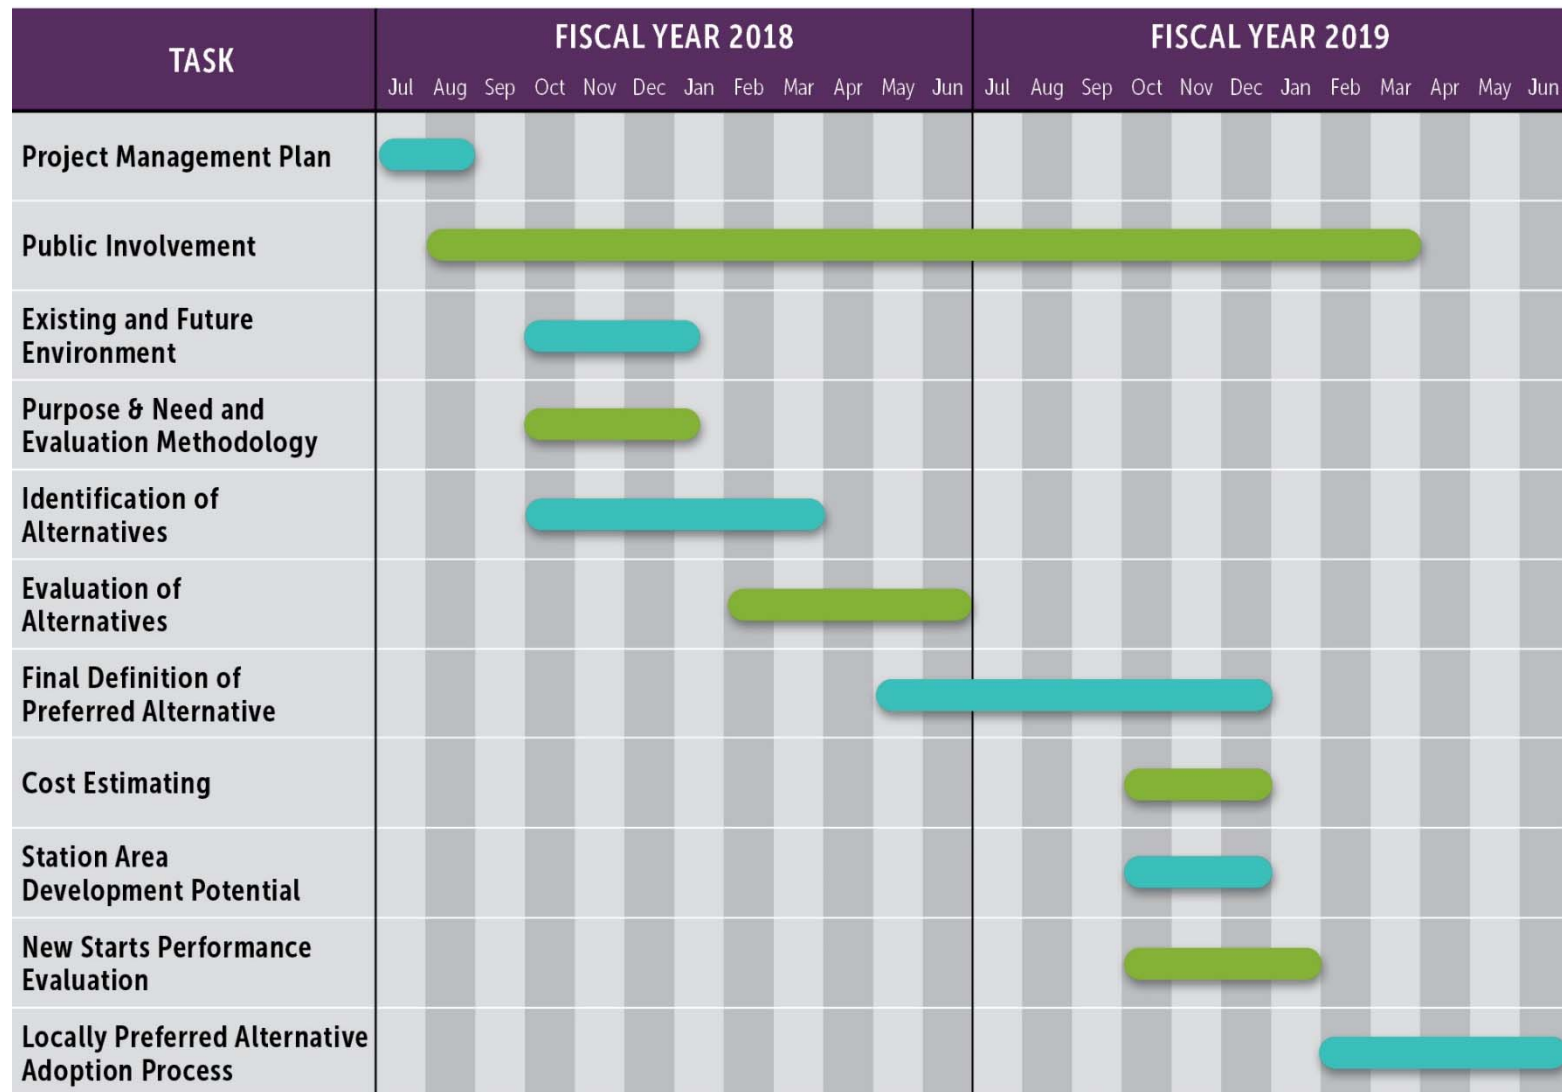 TASK
FISCAL YEAR 2018
FISCAL YEAR 2019
Jul Aug Sep Oct Nov Dec Jan Feb Mar Apr May Jun Jul Aug Sep Oct Nov Dec Jan Feb Mar Apr May Jun
Project Management Plan
Public Involvement
Existing and Future
Environment
Purpose & Need and
Evaluation Methodology
Identification of
Alternatives
Evaluation of
Alternatives
Final Definition of
Preferred Alternative
Cost Estimating
Station Area
Development Potential
New Starts Performance
Evaluation
Locally Preferred Alternative
Adoption Process